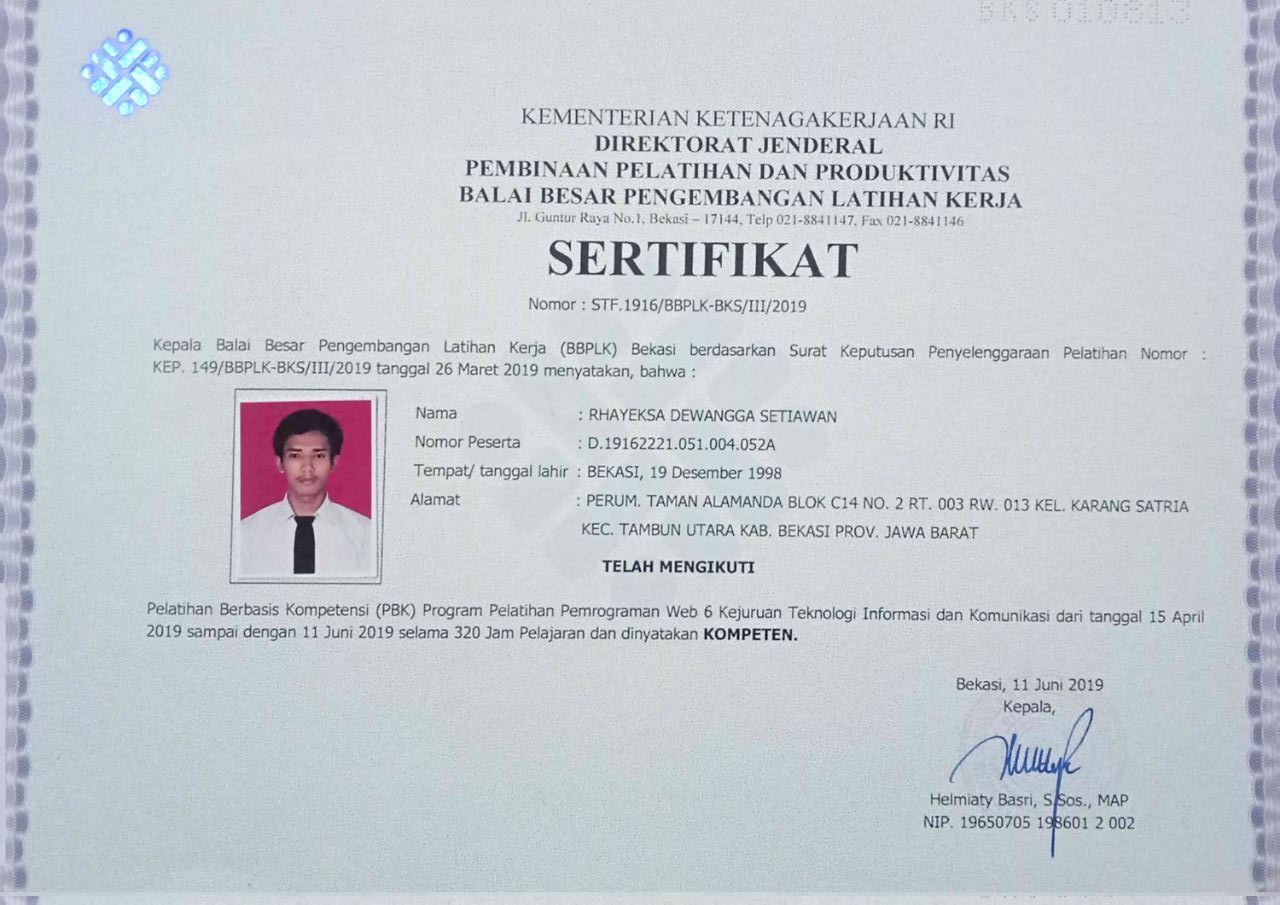 BKS 010813
KEMENTERIAN KETENAGAKERJAAN RI
DIREKTORAT JENDERAL
PEMBINAAN PELATIHAN DAN PRODUKTIVITAS
BALAI BESAR PENGEMBANGAN LATIHAN KERJA
Jl. Guntur Raya No.1, Bekasi – 17144, Telp 021-8841147, Fax 021-8841146
SERTIFIKAT
Nomor : STF.1916/BBPLK-BKS/III/2019
Kepala Balai Besar Pengembangan Latihan Kerja (BBPLK) Bekasi berdasarkan Surat Keputusan Penyelenggaraan Pelatihan Nomor :
KEP. 149/BBPLK-BKS/III/2019 tanggal 26 Maret 2019 menyatakan, bahwa :
Nama : RHAYEKSA DEWANGGA SETIAWAN
Nomor Peserta : D.19162221.051.004.052A
Tempat/ tanggal lahir : BEKASI, 19 Desember 1998
Alamat : PERUM. TAMAN ALAMANDA BLOK C14 NO. 2 RT. 003 RW. 013 KEL. KARANG SATRIA
KEC. TAMBUN UTARA KAB. BEKASI PROV. JAWA BARAT
TELAH MENGIKUTI
Pelatihan Berbasis Kompetensi (PBK) Program Pelatihan Pemrograman Web 6 Kejuruan Teknologi Informasi dan Komunikasi dari tanggal 15 April
2019 sampai dengan 11 Juni 2019 selama 320 Jam Pelajaran dan dinyatakan KOMPETEN.
Bekasi, 11 Juni 2019
Kepala,
Helmiaty Basri, S.Sos., MAP
NIP. 19650705 198601 2 002